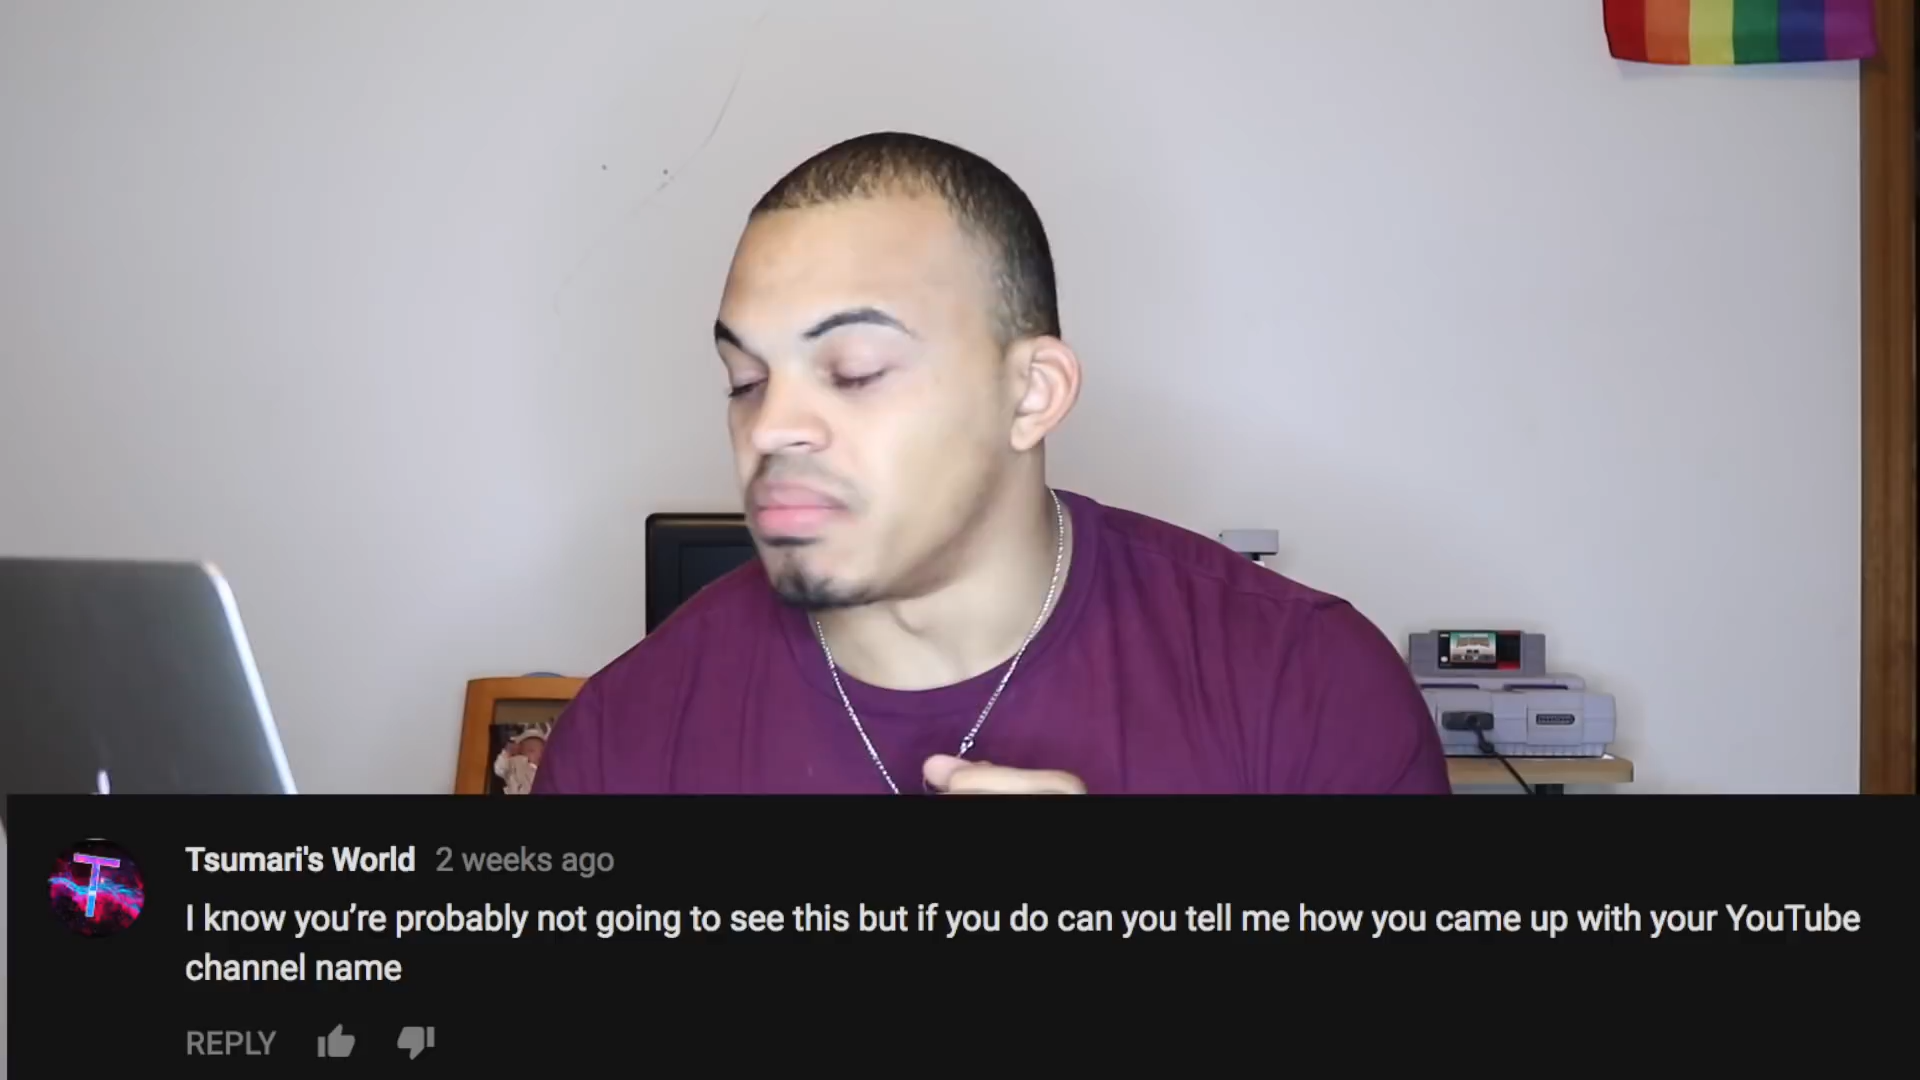 Tsumari's World 2 weeks ago
I know you’re probably not going to see this but if you do can you tell me how you came up with your YouTube
channel name
REPLY